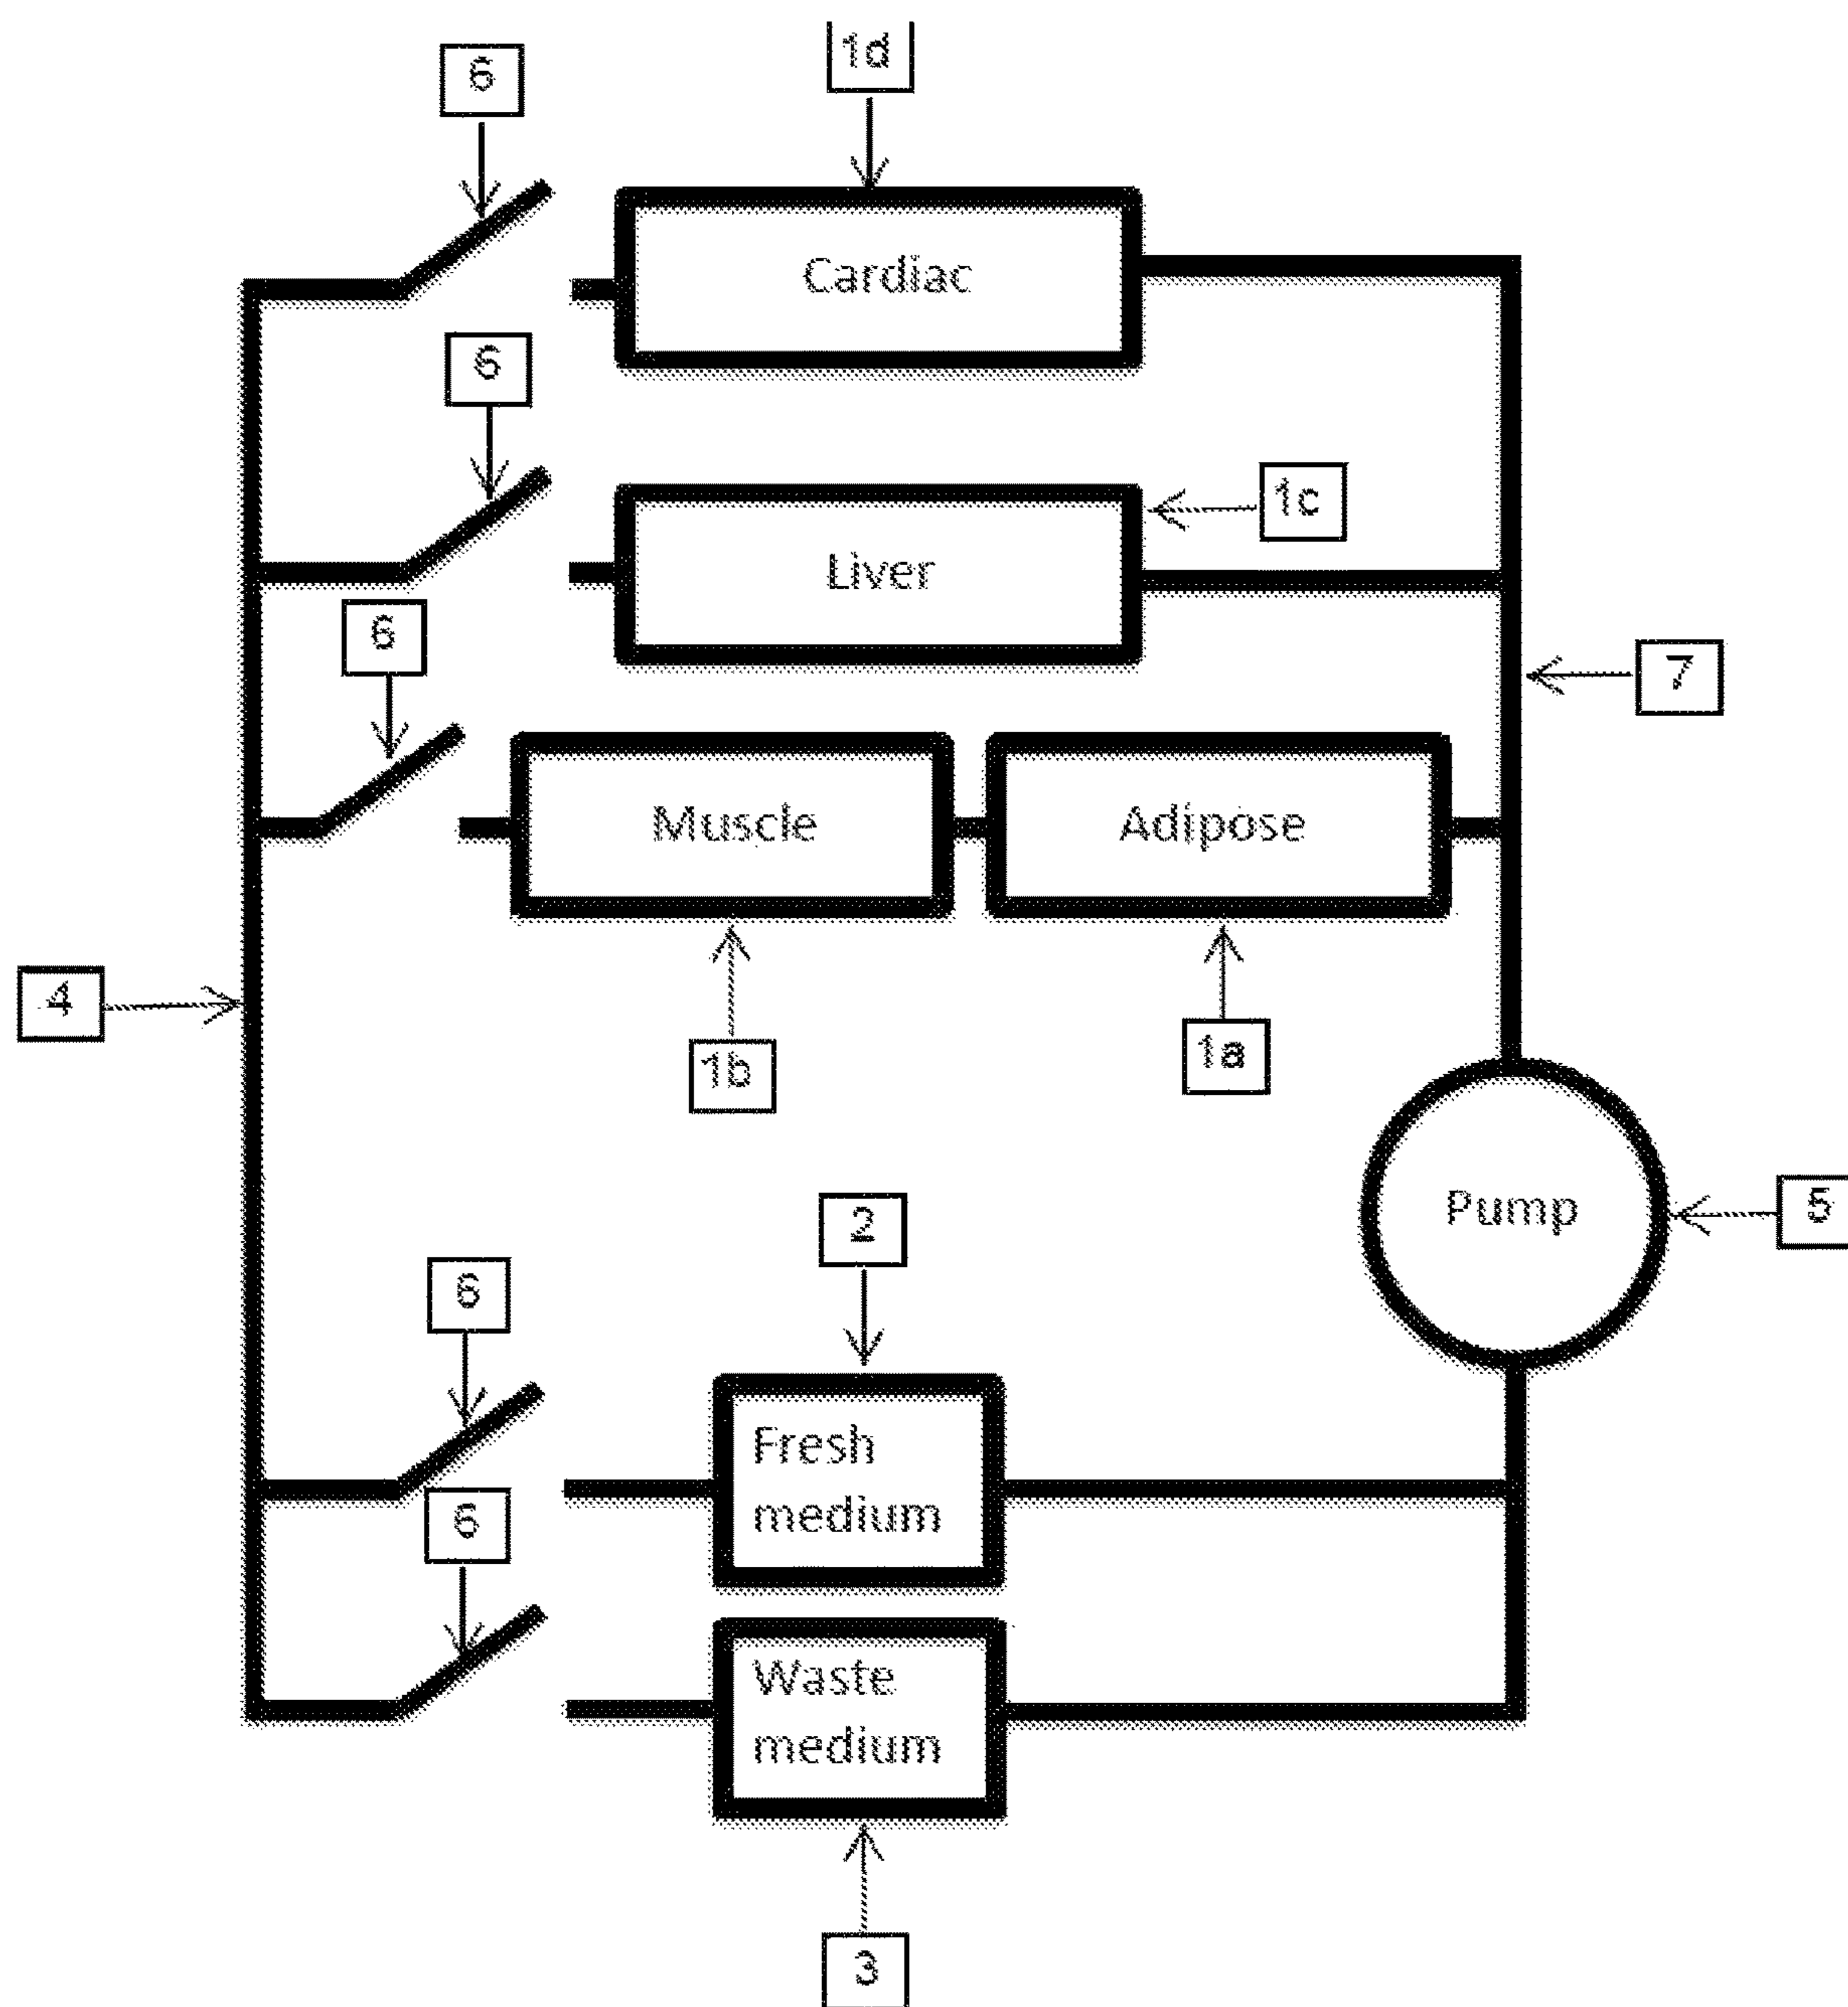 1d
6
Cardiac
6
1c
Liver
6
7
Muscle
Adipose
4
1b
1a
2
Pump
5
6
Fresh
medium
6
Waste
medium
3